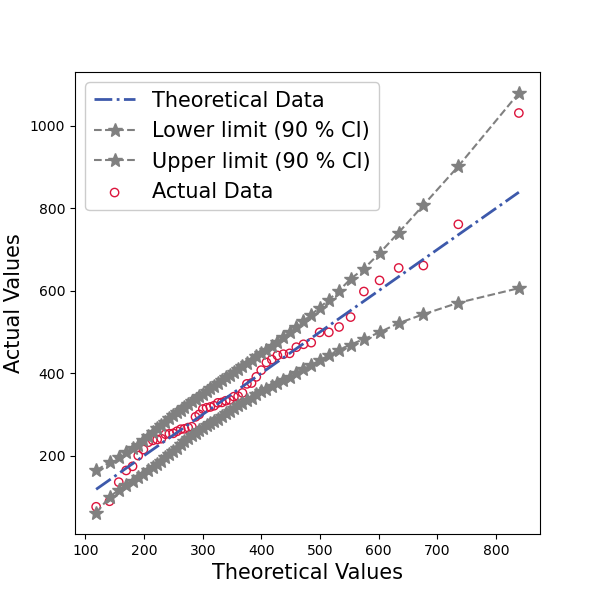 Theoretical Data
Lower limit (90 % CI)
Upper limit (90 % CI)
Actual Data
1000
800
600
400
200
Actual Values
100 200 300 400 500 600 700 800
Theoretical Values